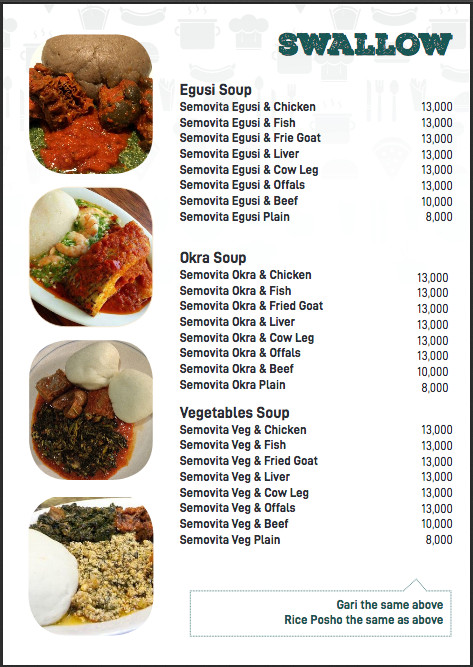 SWALLOW
Egusi Soup
Semovita Egusi & Chicken 13,000
Semovita Egusi & Fish 13,000
Semovita Egusi & Frie Goat 13,000
Semovita Egusi & Liver 13,000
Semovita Egusi & Cow Leg 13,000
Semovita Egusi & Offals 13,000
Semovita Egusi & Beef 10,000
Semovita Egusi Plain 8,000
Okra Soup
Semovita Okra & Chicken 13,000
Semovita Okra & Fish 13,000
Semovita Okra & Fried Goat 13,000
Semovita Okra & Liver 13,000
Semovita Okra & Cow Leg 13,000
Semovita Okra & Offals 13,000
Semovita Okra & Beef 10,000
Semovita Okra Plain 8,000
Vegetables Soup
Semovita Veg & Chicken 13,000
Semovita Veg & Fish 13,000
Semovita Veg & Fried Goat 13,000
Semovita Veg & Liver 13,000
Semovita Veg & Cow Leg 13,000
Semovita Veg & Offals 13,000
Semovita Veg & Beef 10,000
Semovita Veg Plain 8,000
Gari the same above
Rice Posho the same as above